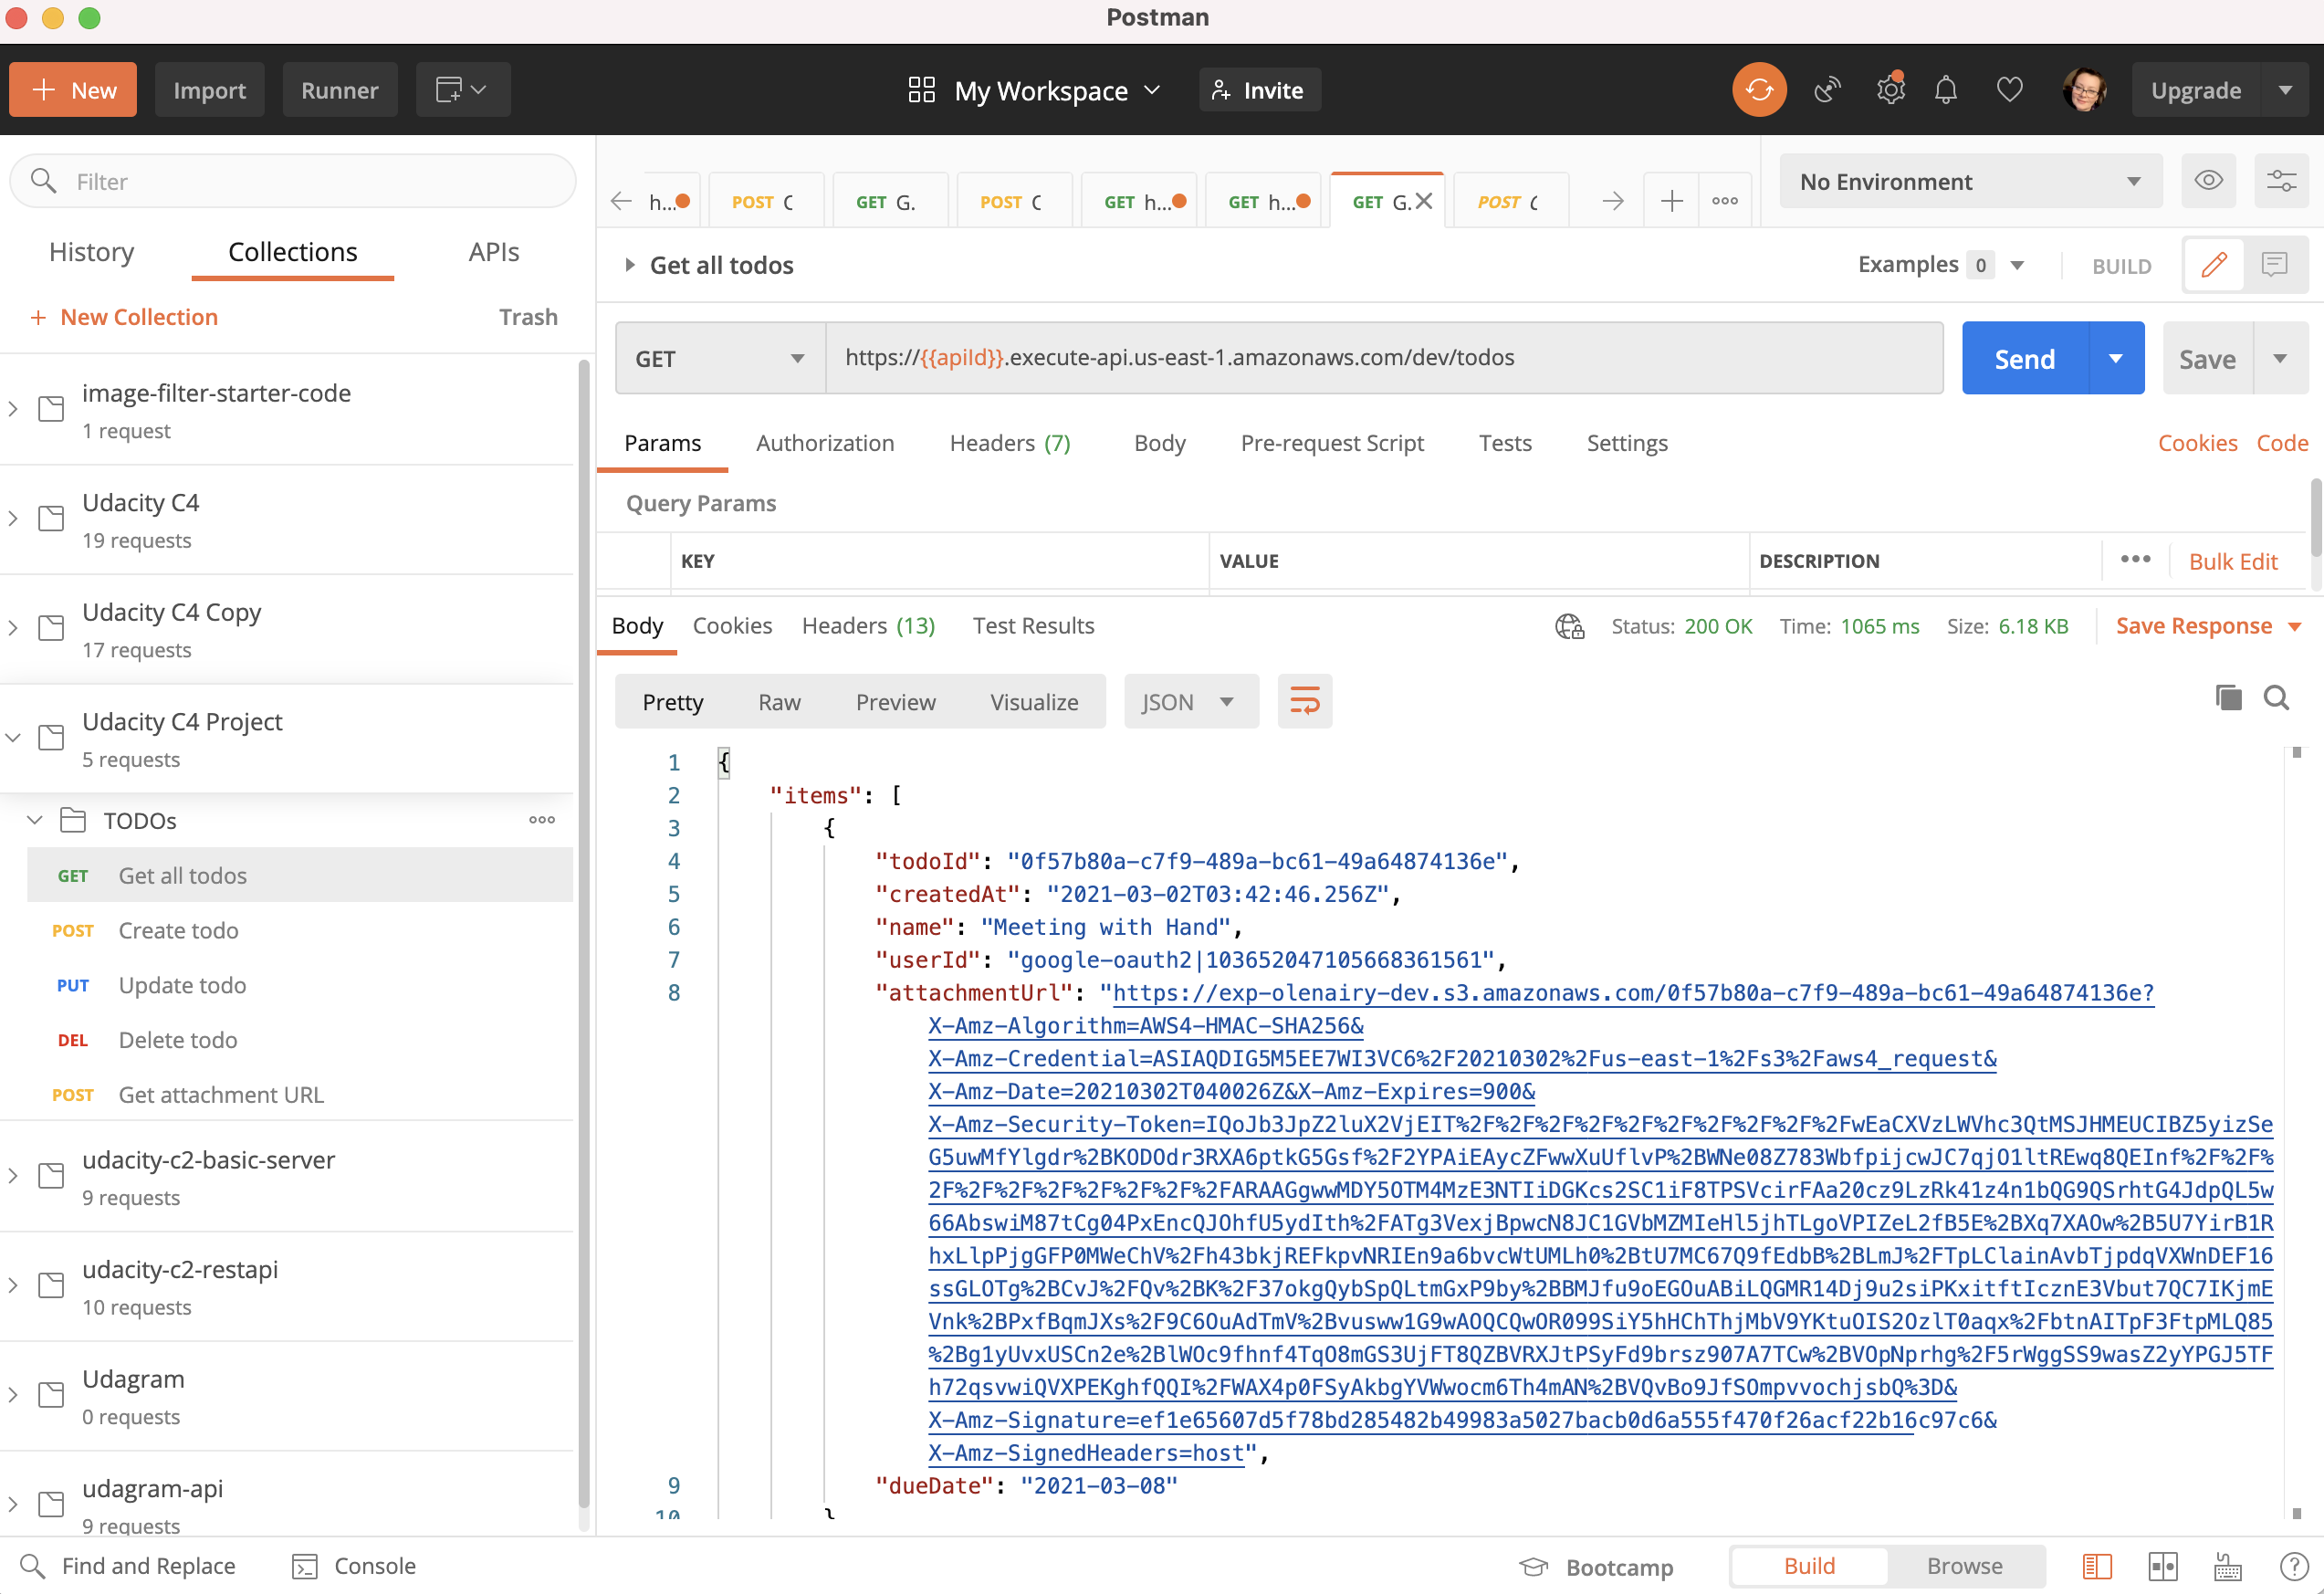 Postman
New
Import
Runner
My Workspace
Invite
Upgrade
Filter
History
Collections
APIs
+ New Collection
Trash
image-filter-starter-code
1 request
Udacity C4
19 requests
Udacity C4 Copy
17 requests
Udacity C4 Project
5 requests
TODOs
GET Get all todos
POST Create todo
PUT Update todo
DEL Delete todo
POST Get attachment URL
udacity-c2-basic-server
9 requests
udacity-c2-restapi
10 requests
Udagram
0 requests
udagram-api
9 requests
h... POST C GET G. POST C GET h... GET h... GET G. POST
No Environment
Get all todos
Examples 0
BUILD
GET
https://{{apiId}}.execute-api.us-east-1.amazonaws.com/dev/todos
Send
Save
Params Authorization Headers (7) Body Pre-request Script Tests Settings
Cookies Code
Query Params
KEY VALUE DESCRIPTION
Bulk Edit
Body Cookies Headers (13) Test Results
Status: 200 OK Time: 1065 ms Size: 6.18 KB
Save Response
Pretty Raw Preview Visualize
JSON
1 {
2 "items": [
3 {
4 "todoId": "0f57b80a-c7f9-489a-bc61-49a64874136e",
5 "createdAt": "2021-03-02T03:42:46.256Z",
6 "name": "Meeting with Hand",
7 "userId": "google-oauth2|103652047105668361561",
8 "attachmentUrl": "https://exp-olenairy-dev.s3.amazonaws.com/0f57b80a-c7f9-489a-bc61-49a64874136e?
X-Amz-Algorithm=AWS4-HMAC-SHA256&
X-Amz-Credential=ASIAQDIG5M5EE7WI3VC6%2F20210302%2Fus-east-1%2Fs3%2Faws4_request&
X-Amz-Date=20210302T040026Z&X-Amz-Expires=900&
X-Amz-Security-Token=IQoJb3JpZ2luX2VjEIT%2F%2F%2F%2F%2F%2F%2F%2F%2F%2FwEaCXVzLWVhc3QtMSJHMEUCIBZ5yizSe
G5uwMfYlgdr%2BKODOdr3RXA6ptkG5Gsf%2F2YPAiEAycZFwwXuUflvP%2BWNe08Z783WbfpijcwJC7qjO1ltREwq8QEInf%2F%2F%
2F%2F%2F%2F%2F%2F%2F%2FARAAGgwwMDY5OTM4MzE3NTIiDGKcs2SC1iF8TPSVcirFAa20cz9LzRk41z4n1bQG9QSrhtG4JdpQL5w
66AbswiM87tCg04PxEncQJOhfU5ydIth%2FATg3VexjBpwcN8JC1GVbMZMIeHl5jhTLgoVPIZeL2fB5E%2BXq7XAOw%2B5U7YirB1R
hxLlpPjgGFP0MWeChV%2Fh43bkjREFkpvNRIEn9a6bvcWtUMLh0%2BtU7MC67Q9fEdbB%2BLmJ%2FTpLClainAvbTjpdqVXWnDEF16
ssGLOTg%2BCvJ%2FQv%2BK%2F37okgQybSpQLtmGxP9by%2BBMJfu9oEGOuABiLQGMR14Dj9u2siPKxitftIcznE3Vbut7QC7IKjmE
Vnk%2BPxfBqmJXs%2F9C6OuAdTmV%2Bvusww1G9wAOQCQwOR099SiY5hHChThjMbV9YKtuOIS2OzlT0aqx%2FbtnAITpF3FtpMLQ85
%2Bg1yUvxUSCn2e%2BlWOc9fhnf4TqO8mGS3UjFT8QZBVRXJtPSyFd9brsz907A7TCw%2BVOpNprhg%2F5rWggSS9wasZ2yYPGJ5TF
h72qsvwiQVXPEKghfQQI%2FWAX4p0FSyAkbgYVWwocm6Th4mAN%2BVQvBo9JfSOmpvvochjsbQ%3D&
X-Amz-Signature=ef1e65607d5f78bd285482b49983a5027bacb0d6a555f470f26acf22b16c97c6&
X-Amz-SignedHeaders=host",
9 "dueDate": "2021-03-08"
10 }
Find and Replace
Console
Bootcamp
Build
Browse